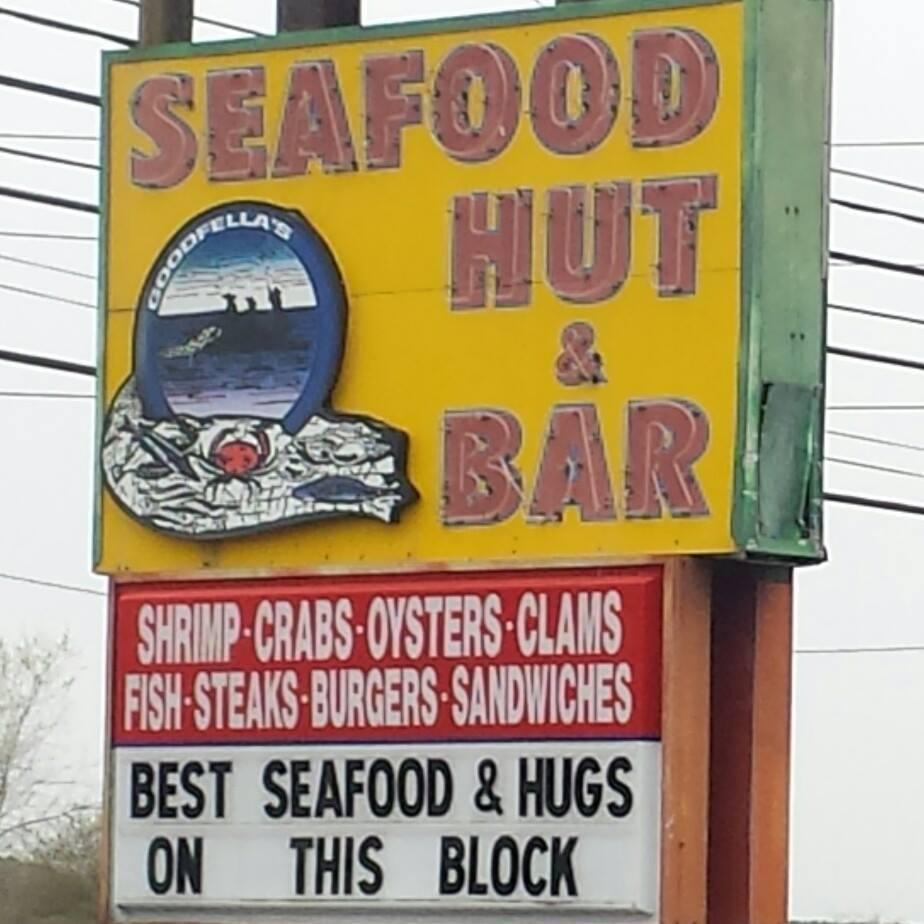 SEAFOOD
HUT
&
BAR
GOODFELLA'S
SHRIMP·CRABS·OYSTERS·CLAMS
FISH·STEAKS·BURGERS·SANDWICHES
BEST SEAFOOD & HUGS
ON THIS BLOCK